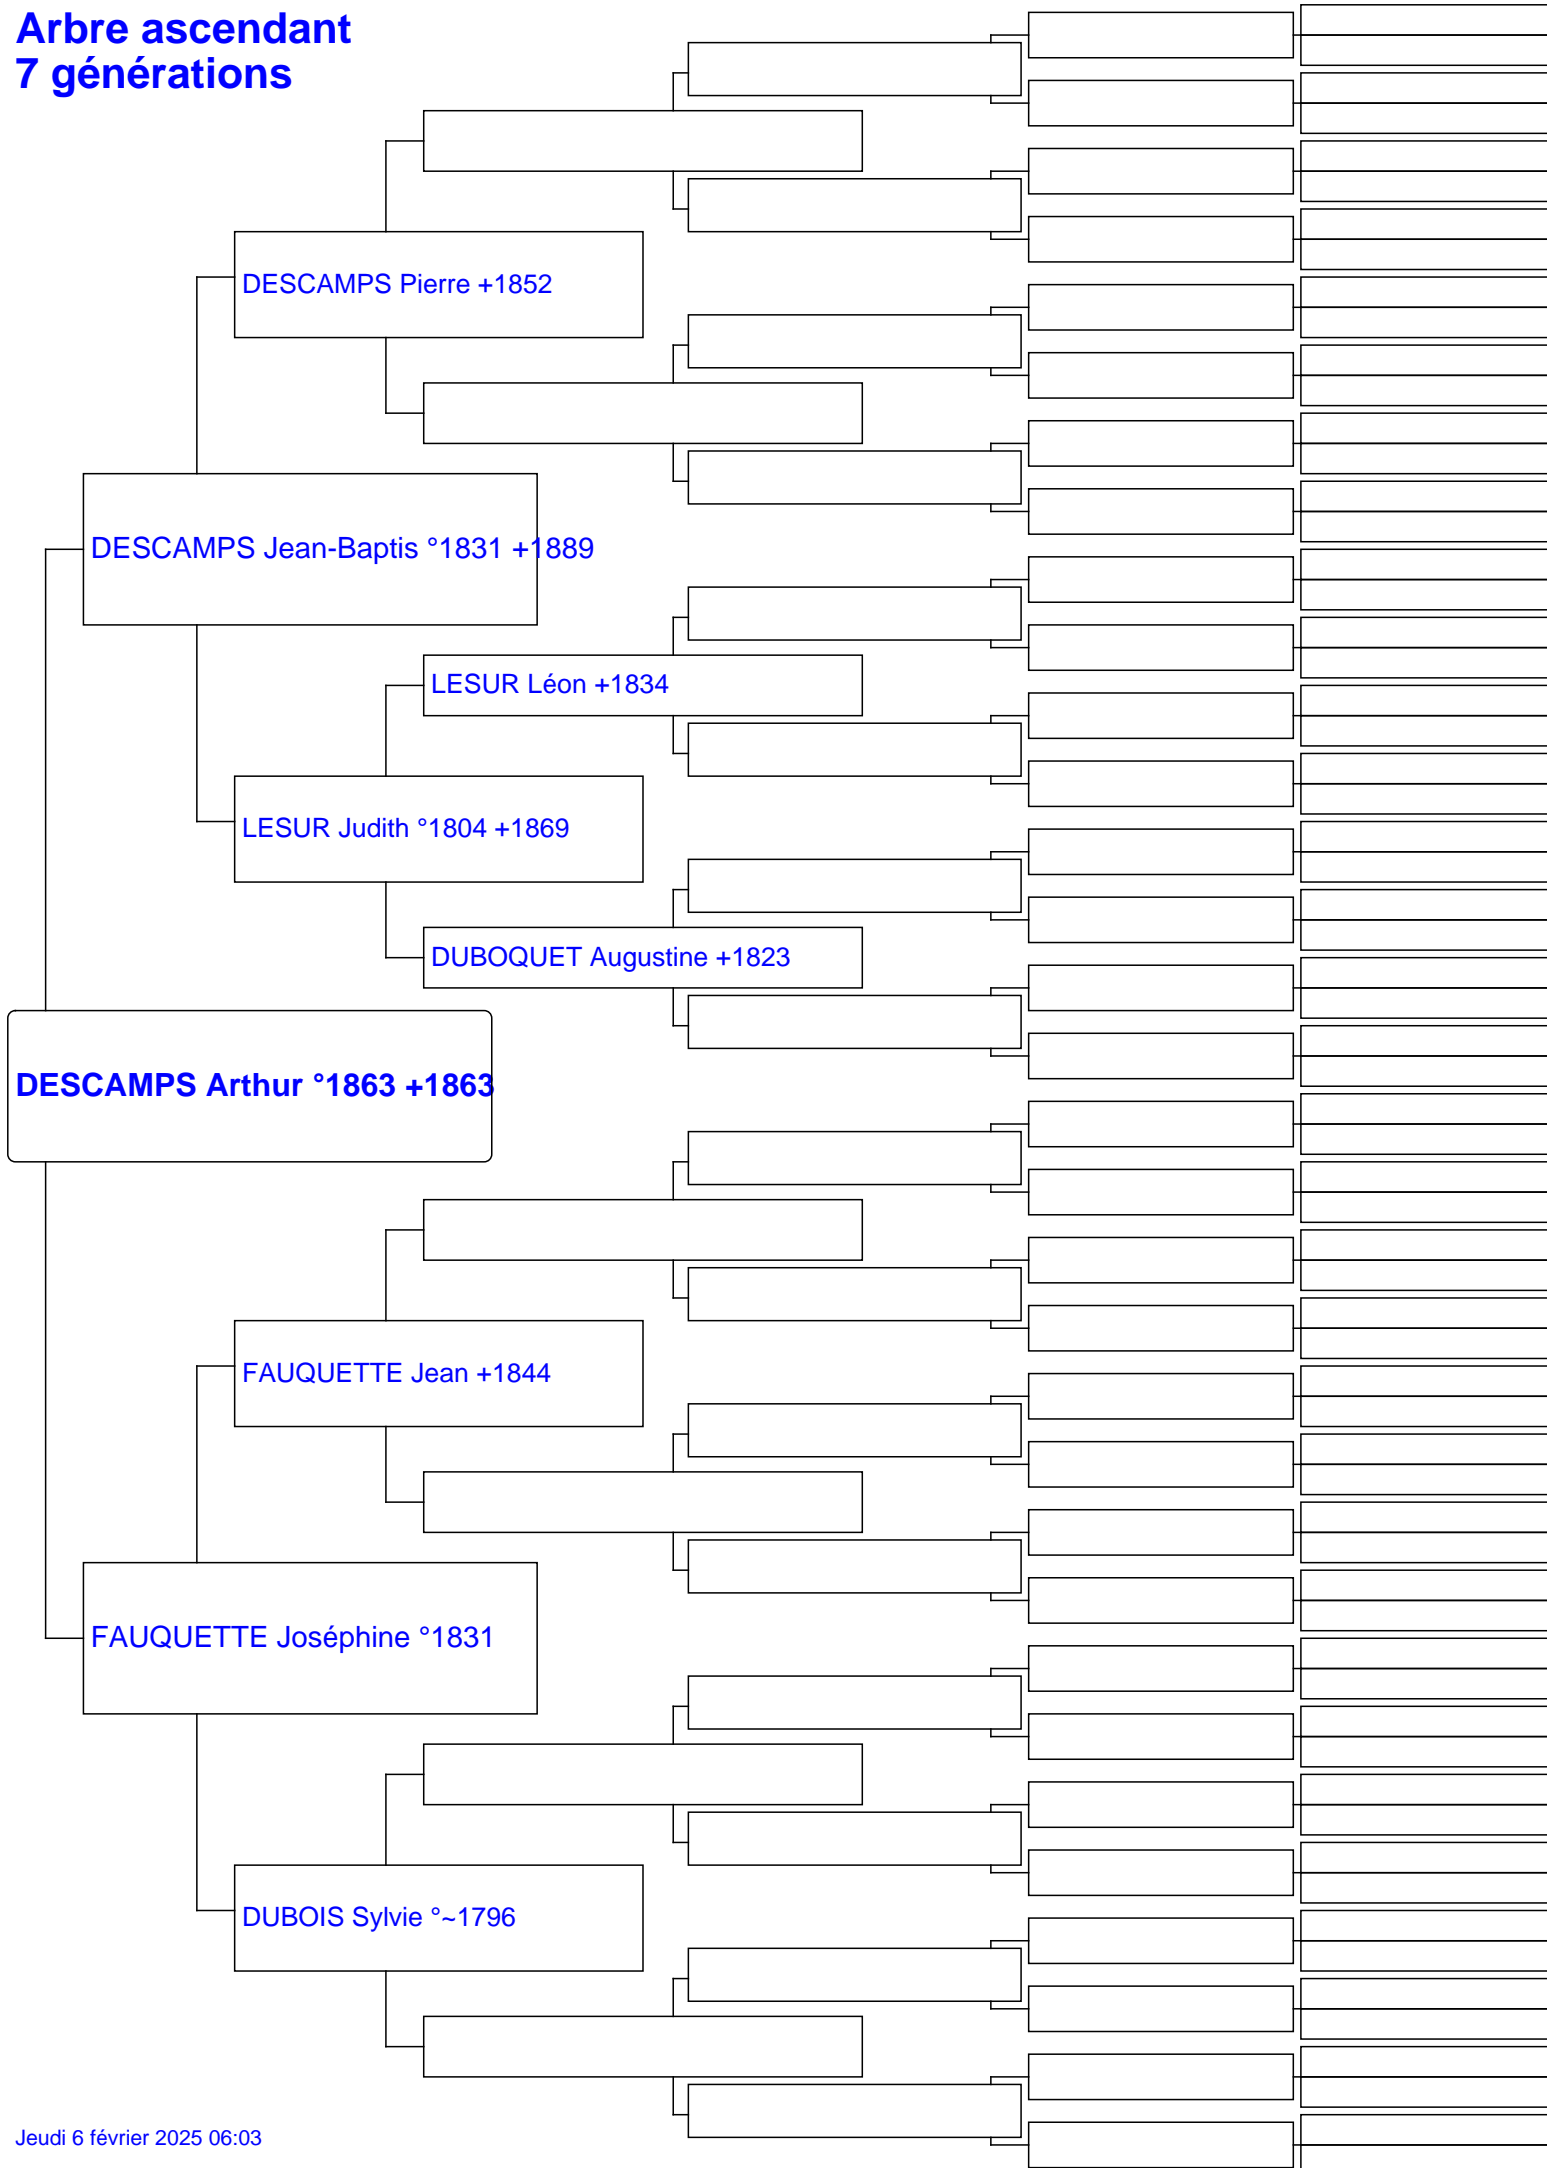 Arbre ascendant
7 générations
DESCAMPS Pierre +1852
DESCAMPS Jean-Baptis °1831 +1889
LESUR Léon +1834
LESUR Judith °1804 +1869
DUBOQUET Augustine +1823
DESCAMPS Arthur °1863 +1863
FAUQUETTE Jean +1844
FAUQUETTE Joséphine °1831
DUBOIS Sylvie °~1796
Jeudi 6 février 2025 06:03